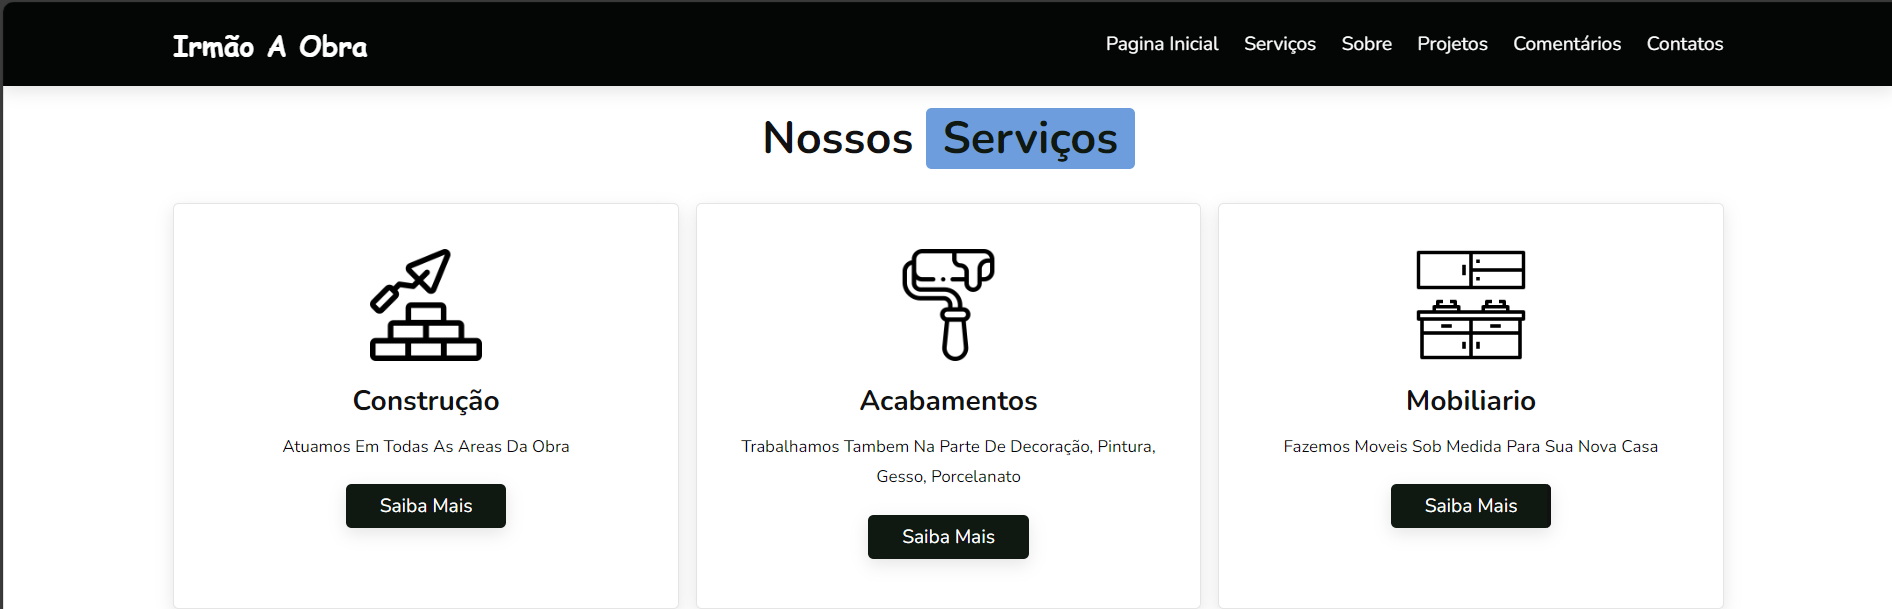 Irmão A Obra
Pagina Inicial Serviços Sobre Projetos Comentários Contatos
Nossos Serviços
Construção
Atuamos Em Todas As Areas Da Obra
Saiba Mais
Acabamentos
Trabalhamos Tambem Na Parte De Decoração, Pintura,
Gesso, Porcelanato
Saiba Mais
Mobiliario
Fazemos Moveis Sob Medida Para Sua Nova Casa
Saiba Mais